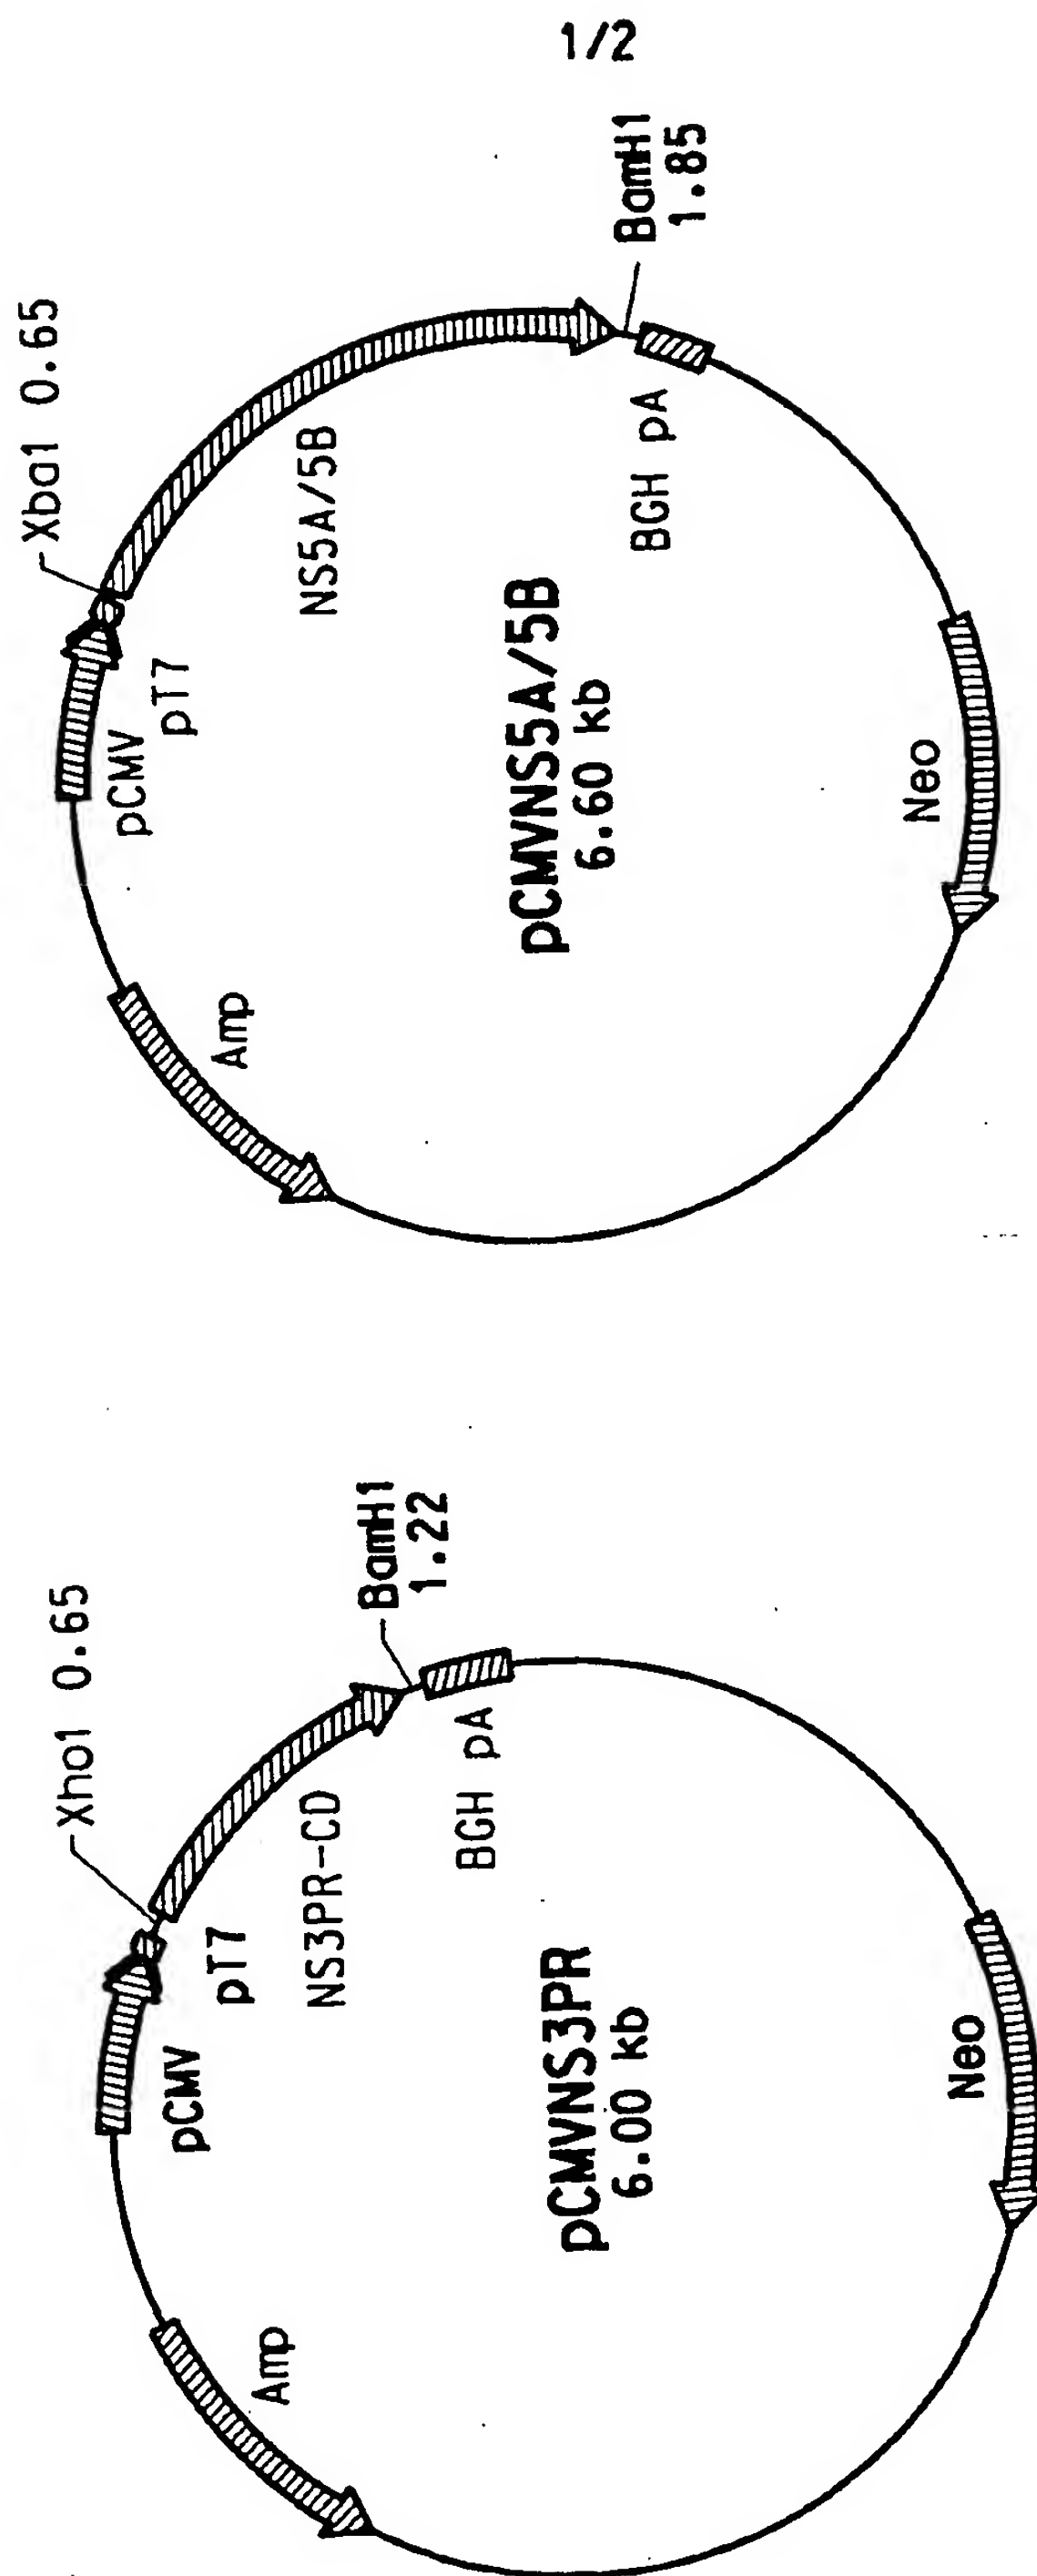 1/2
Xho1 0.65
pCMV
pT7
NS3PR-CD
BamH1
1.22
BGH pA
Amp
pCMVNS3PR
6.00 kb
Neo
Xba1 0.65
pCMV
pT7
NS5A/5B
BamH1
1.85
BGH pA
Amp
pCMVNS5A/5B
6.60 kb
Neo